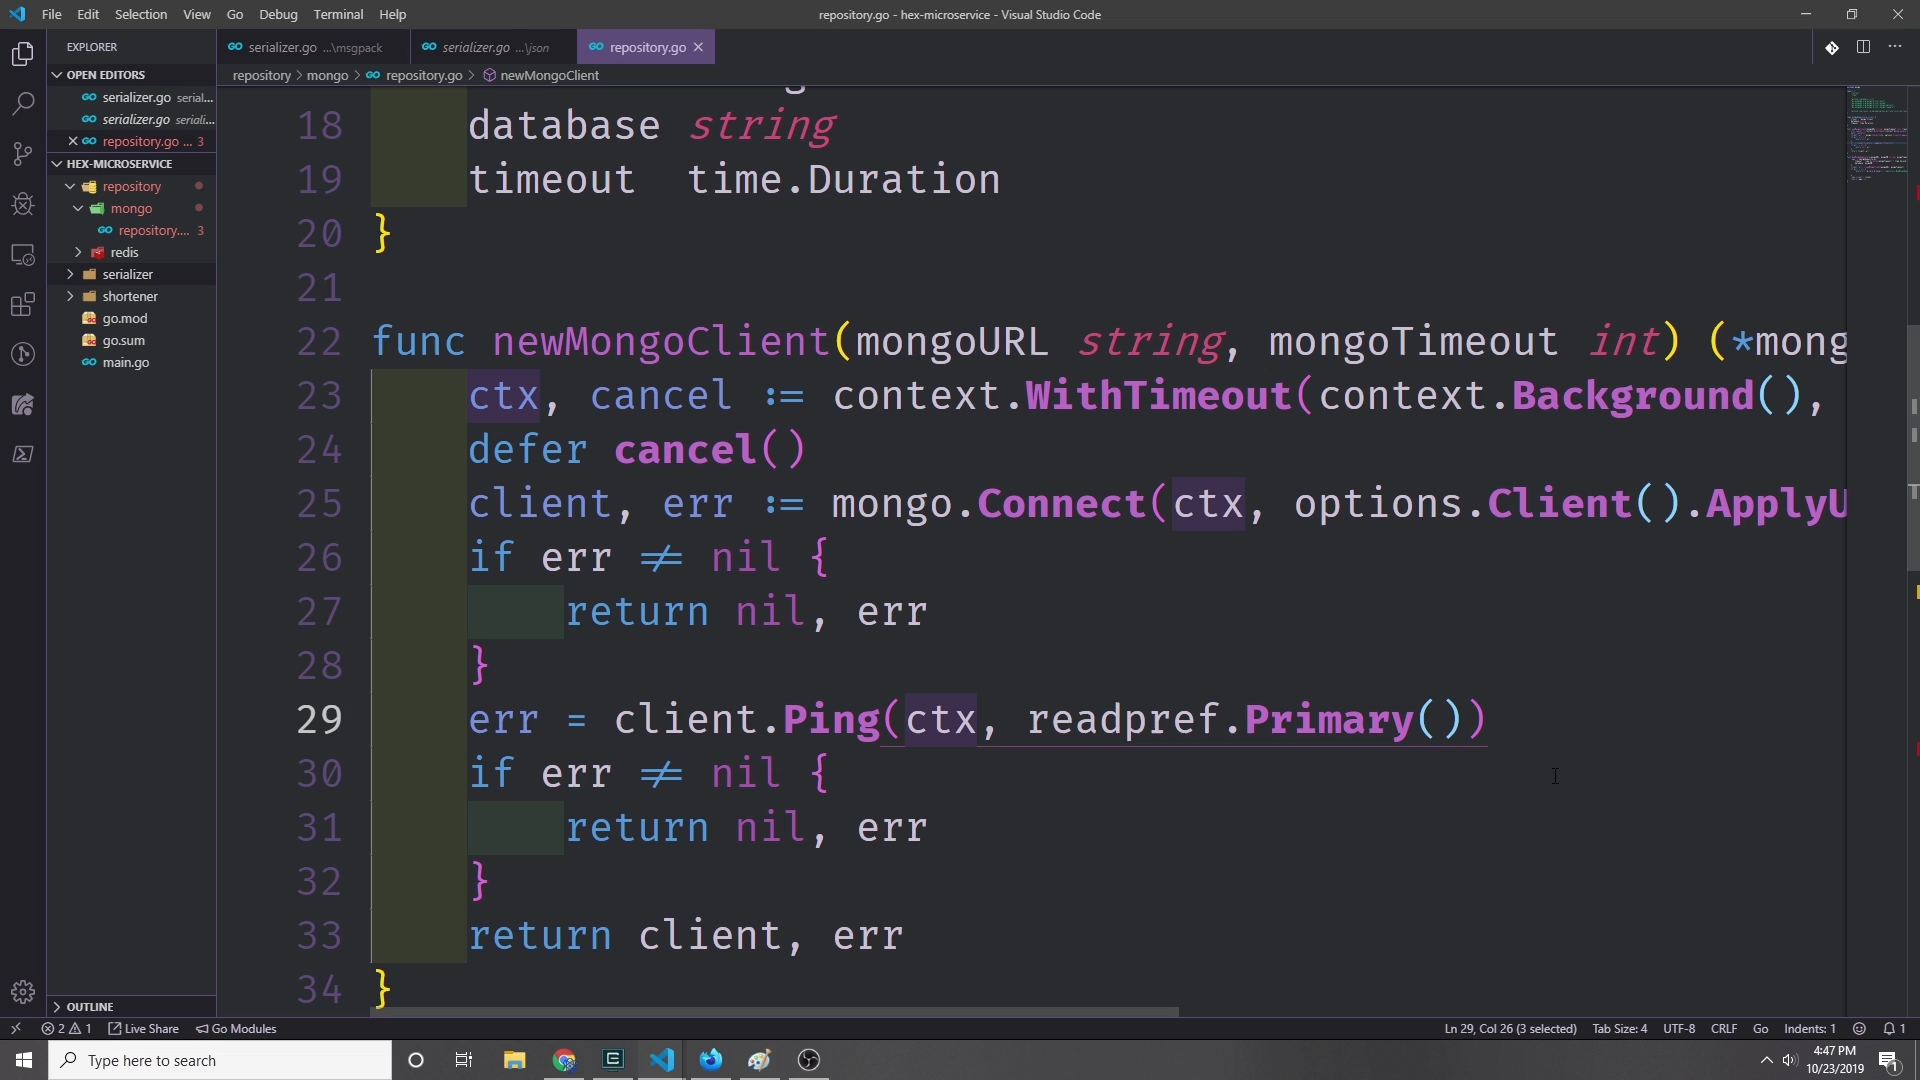 File Edit Selection View Go Debug Terminal Help
repository.go - hex-microservice - Visual Studio Code
EXPLORER
serializer.go ...\msgpack
serializer.go ...\json
repository.go
OPEN EDITORS
repository > mongo > repository.go > newMongoClient
serializer.go serial...
serializer.go seriali...
repository.go ... 3
HEX-MICROSERVICE
repository
mongo
repository.... 3
redis
serializer
shortener
go.mod
go.sum
main.go
18 database string
19 timeout time.Duration
20 }
21
22 func newMongoClient(mongoURL string, mongoTimeout int) (*mong
23 ctx, cancel := context.WithTimeout(context.Background(),
24 defer cancel()
25 client, err := mongo.Connect(ctx, options.Client().ApplyU
26 if err != nil {
27 return nil, err
28 }
29 err = client.Ping(ctx, readpref.Primary())
30 if err != nil {
31 return nil, err
32 }
33 return client, err
34 }
OUTLINE
2 1 Live Share Go Modules
Ln 29, Col 26 (3 selected) Tab Size: 4 UTF-8 CRLF Go Indents: 1 1
Type here to search
4:47 PM
10/23/2019
1